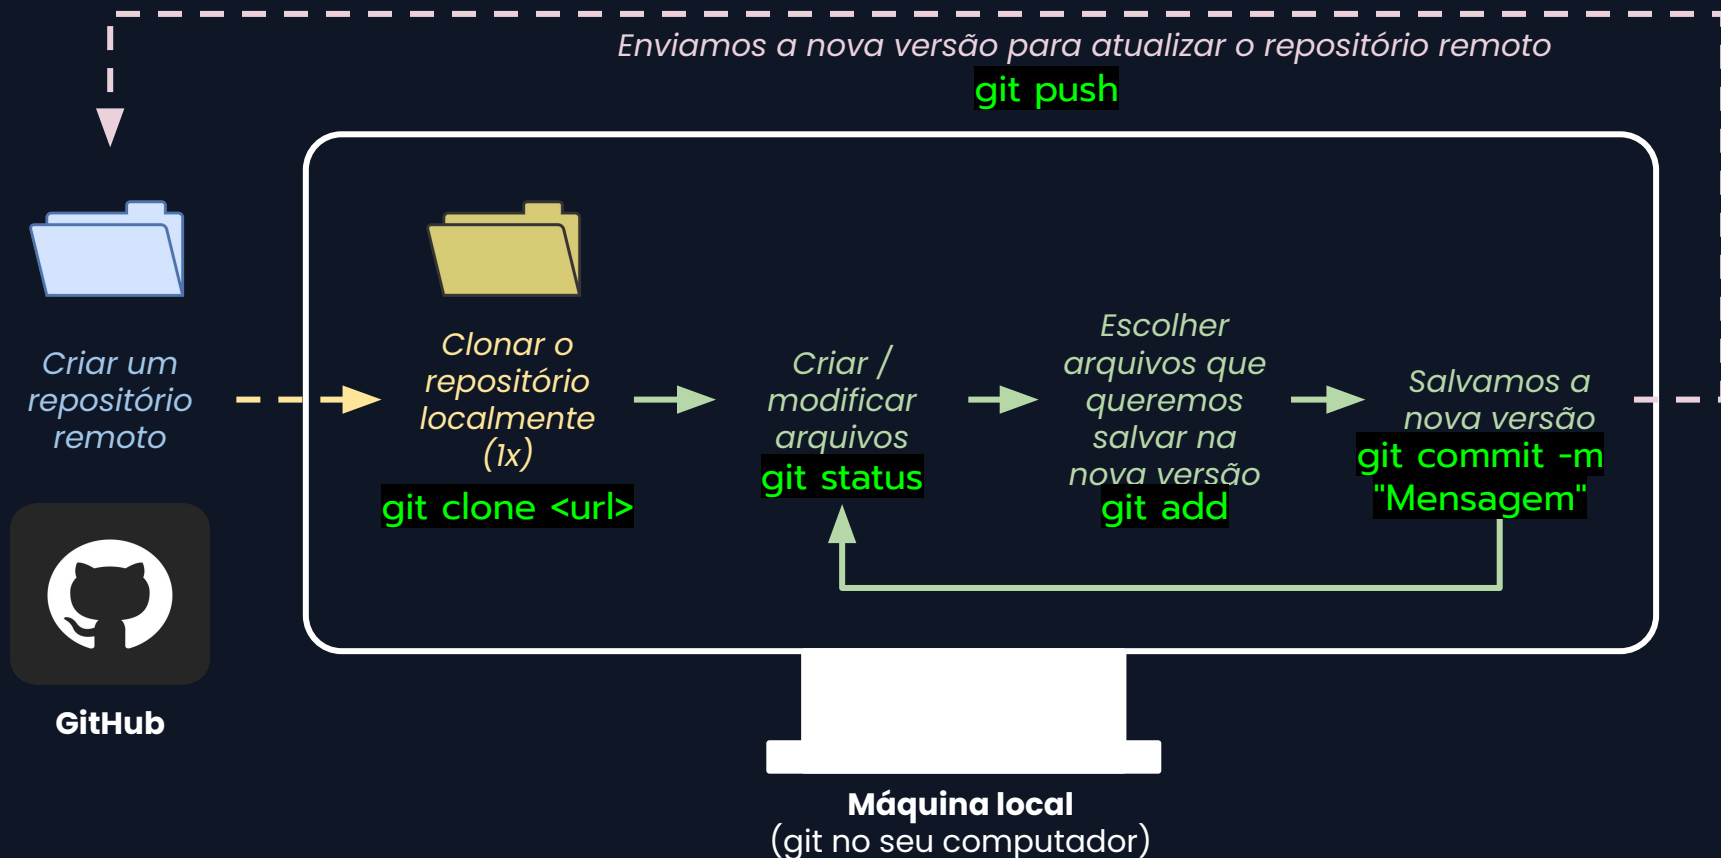 Enviamos a nova versão para atualizar o repositório remoto
git push
Criar um
repositório
remoto
GitHub
Clonar o
repositório
localmente
(1x)
git clone <url>
Criar /
modificar
arquivos
git status
Escolher
arquivos que
queremos
salvar na
nova versão
git add
Salvamos a
nova versão
git commit -m
"Mensagem"
Máquina local
(git no seu computador)